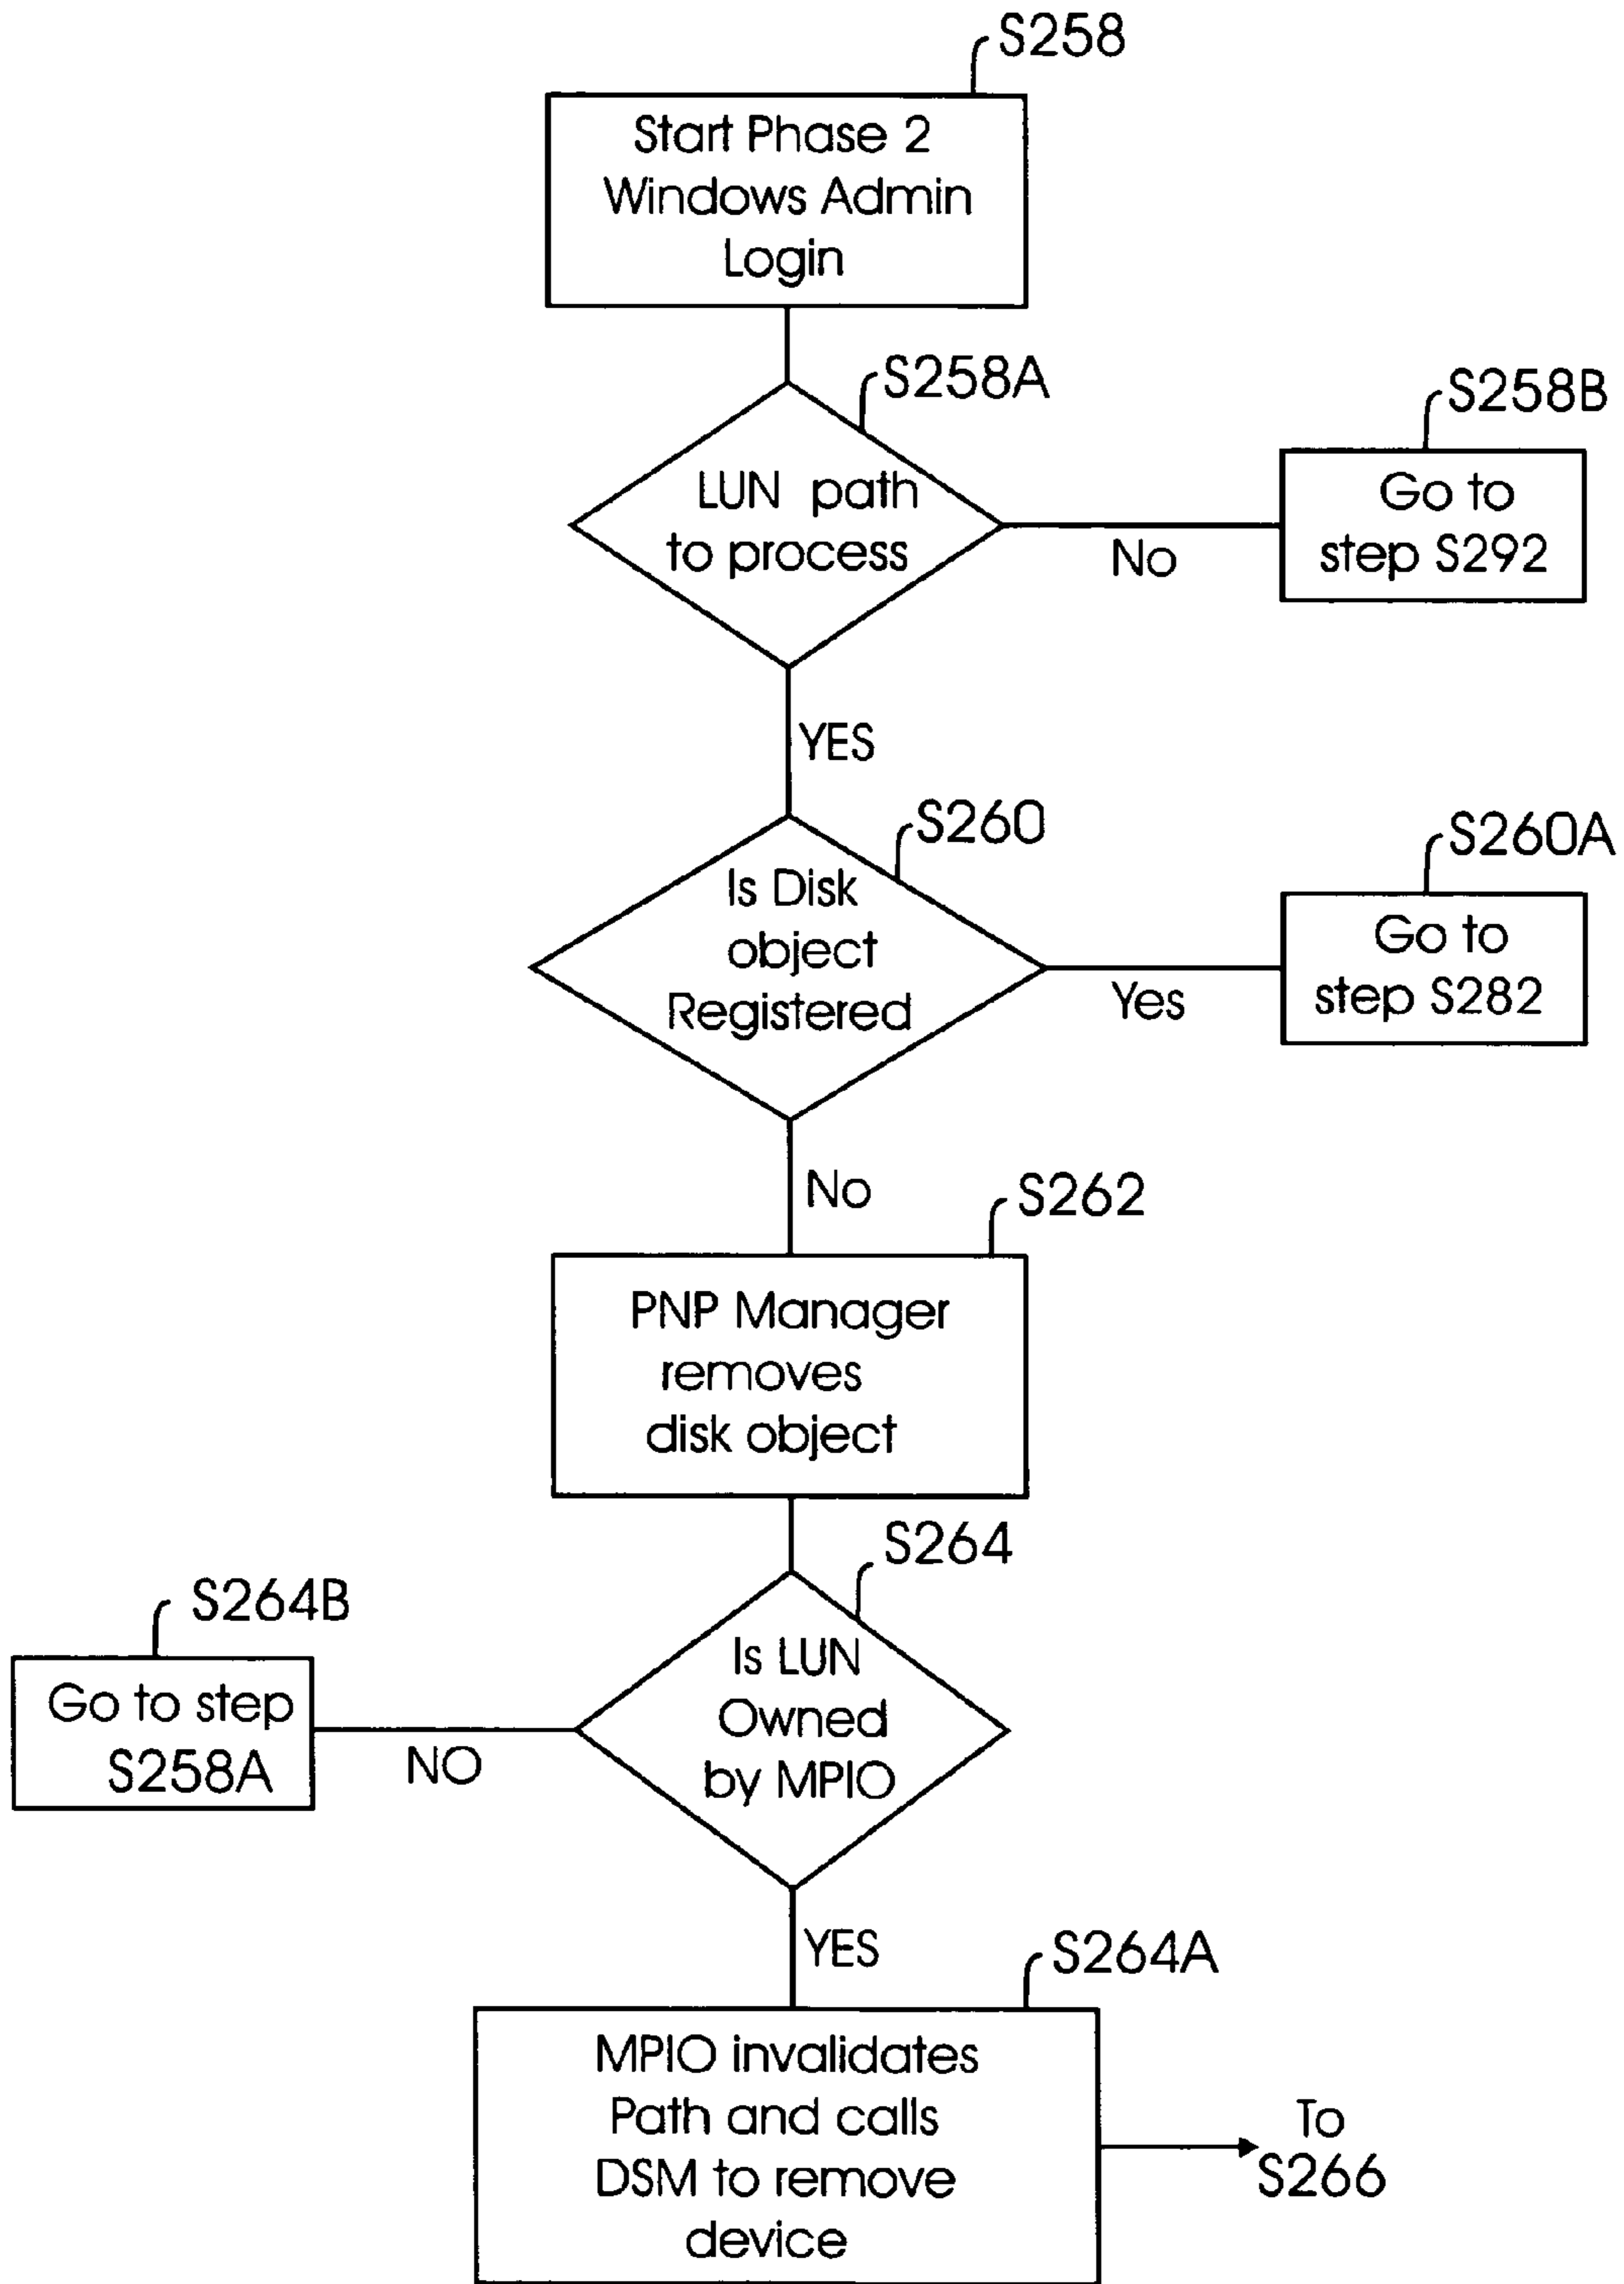 S258
Start Phase 2
Windows Admin
Login
S258A
LUN path
to process
No
S258B
Go to
step S292
YES
S260
Is Disk
object
Registered
Yes
S260A
Go to
step S282
No
S262
PNP Manager
removes
disk object
S264
Is LUN
Owned
by MPIO
NO
S264B
Go to step
S258A
YES
S264A
MPIO invalidates
Path and calls
DSM to remove
device
To
S266